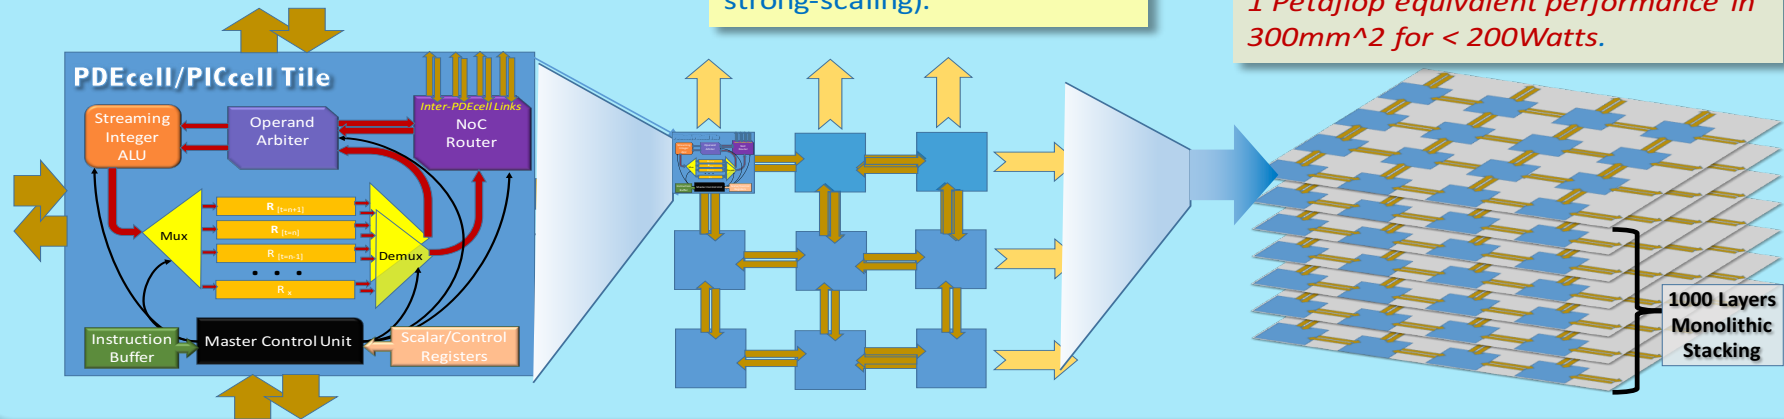 strong-scaling).
1 Petaflop equivalent performance in
300mm^2 for < 200Watts.
PDEcell/PICcell Tile
Inter-PDEcell Links
Streaming
Integer
ALU
Operand
Arbiter
NoC
Router
Mux
R [t=n+1]
R [t=n]
R [t=n-1]
. . .
R x
Demux
Instruction
Buffer
Master Control Unit
Scalar/Control
Registers
1000 Layers
Monolithic
Stacking